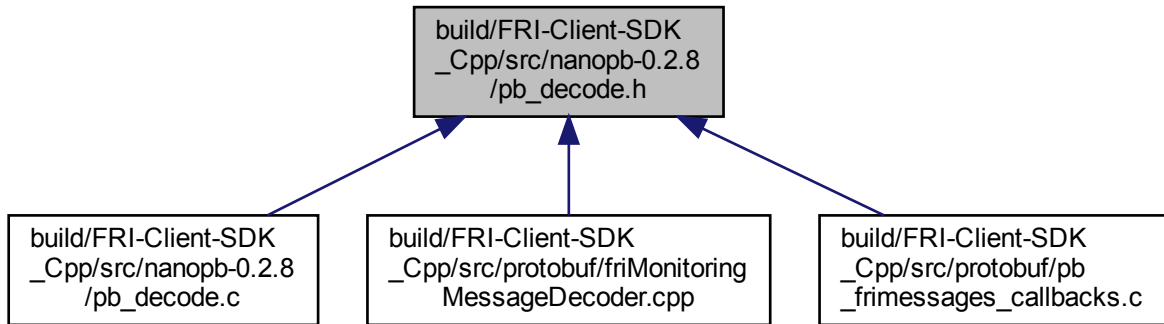 build/FRI-Client-SDK
_Cpp/src/nanopb-0.2.8
/pb_decode.h
build/FRI-Client-SDK
_Cpp/src/nanopb-0.2.8
/pb_decode.c
build/FRI-Client-SDK
_Cpp/src/protobuf/friMonitoring
MessageDecoder.cpp
build/FRI-Client-SDK
_Cpp/src/protobuf/pb
_frimessages_callbacks.c